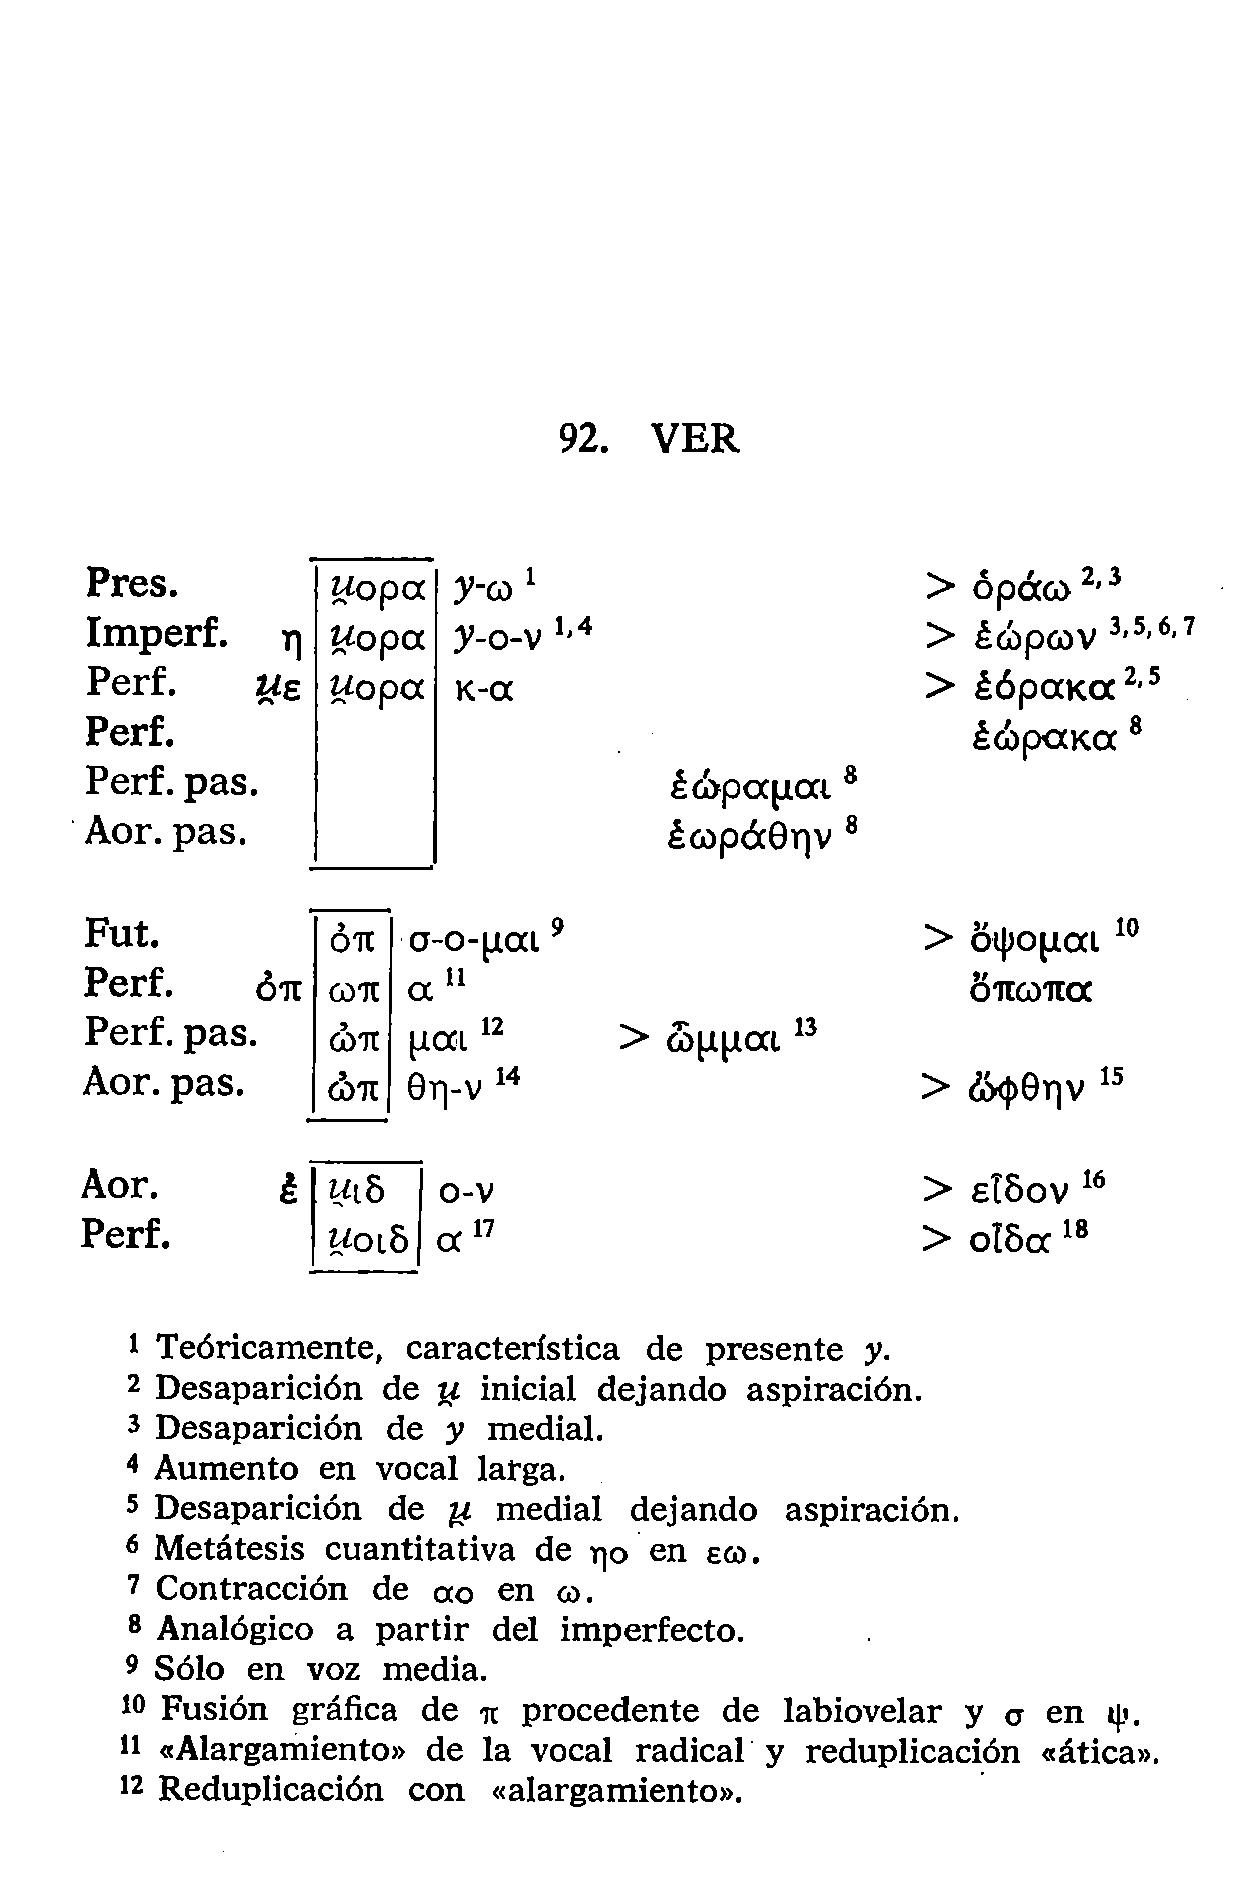 92. VER
Pres. u̯ορα y-ω 1 > ὁράω 2, 3
Imperf. η u̯ορα y-ο-ν 1, 4 > ἑώρων 3, 5, 6, 7
Perf. u̯ε u̯ορα κ-α > ἑόρακα 2, 5
Perf. ἑώρακα 8
Perf. pas. ἑώραμαι 8
Aor. pas. ἑωράθην 8
Fut. ὀπ σ-ο-μαι 9 > ὄψομαι 10
Perf. ὀπ ωπ α 11 ὄπωπα
Perf. pas. ὠπ μαι 12 > ὦμμαι 13
Aor. pas. ὠπ θη-ν 14 > ὤφθην 15
Aor. ἐ u̯ιδ ο-ν > εἶδον 16
Perf. u̯οιδ α 17 > οἶδα 18
1 Teóricamente, característica de presente y.
2 Desaparición de u̯ inicial dejando aspiración.
3 Desaparición de y medial.
4 Aumento en vocal larga.
5 Desaparición de u̯ medial dejando aspiración.
6 Metátesis cuantitativa de ηο en εω.
7 Contracción de αο en ω.
8 Analógico a partir del imperfecto.
9 Sólo en voz media.
10 Fusión gráfica de π procedente de labiovelar y σ en ψ.
11 «Alargamiento» de la vocal radical y reduplicación «ática».
12 Reduplicación con «alargamiento».